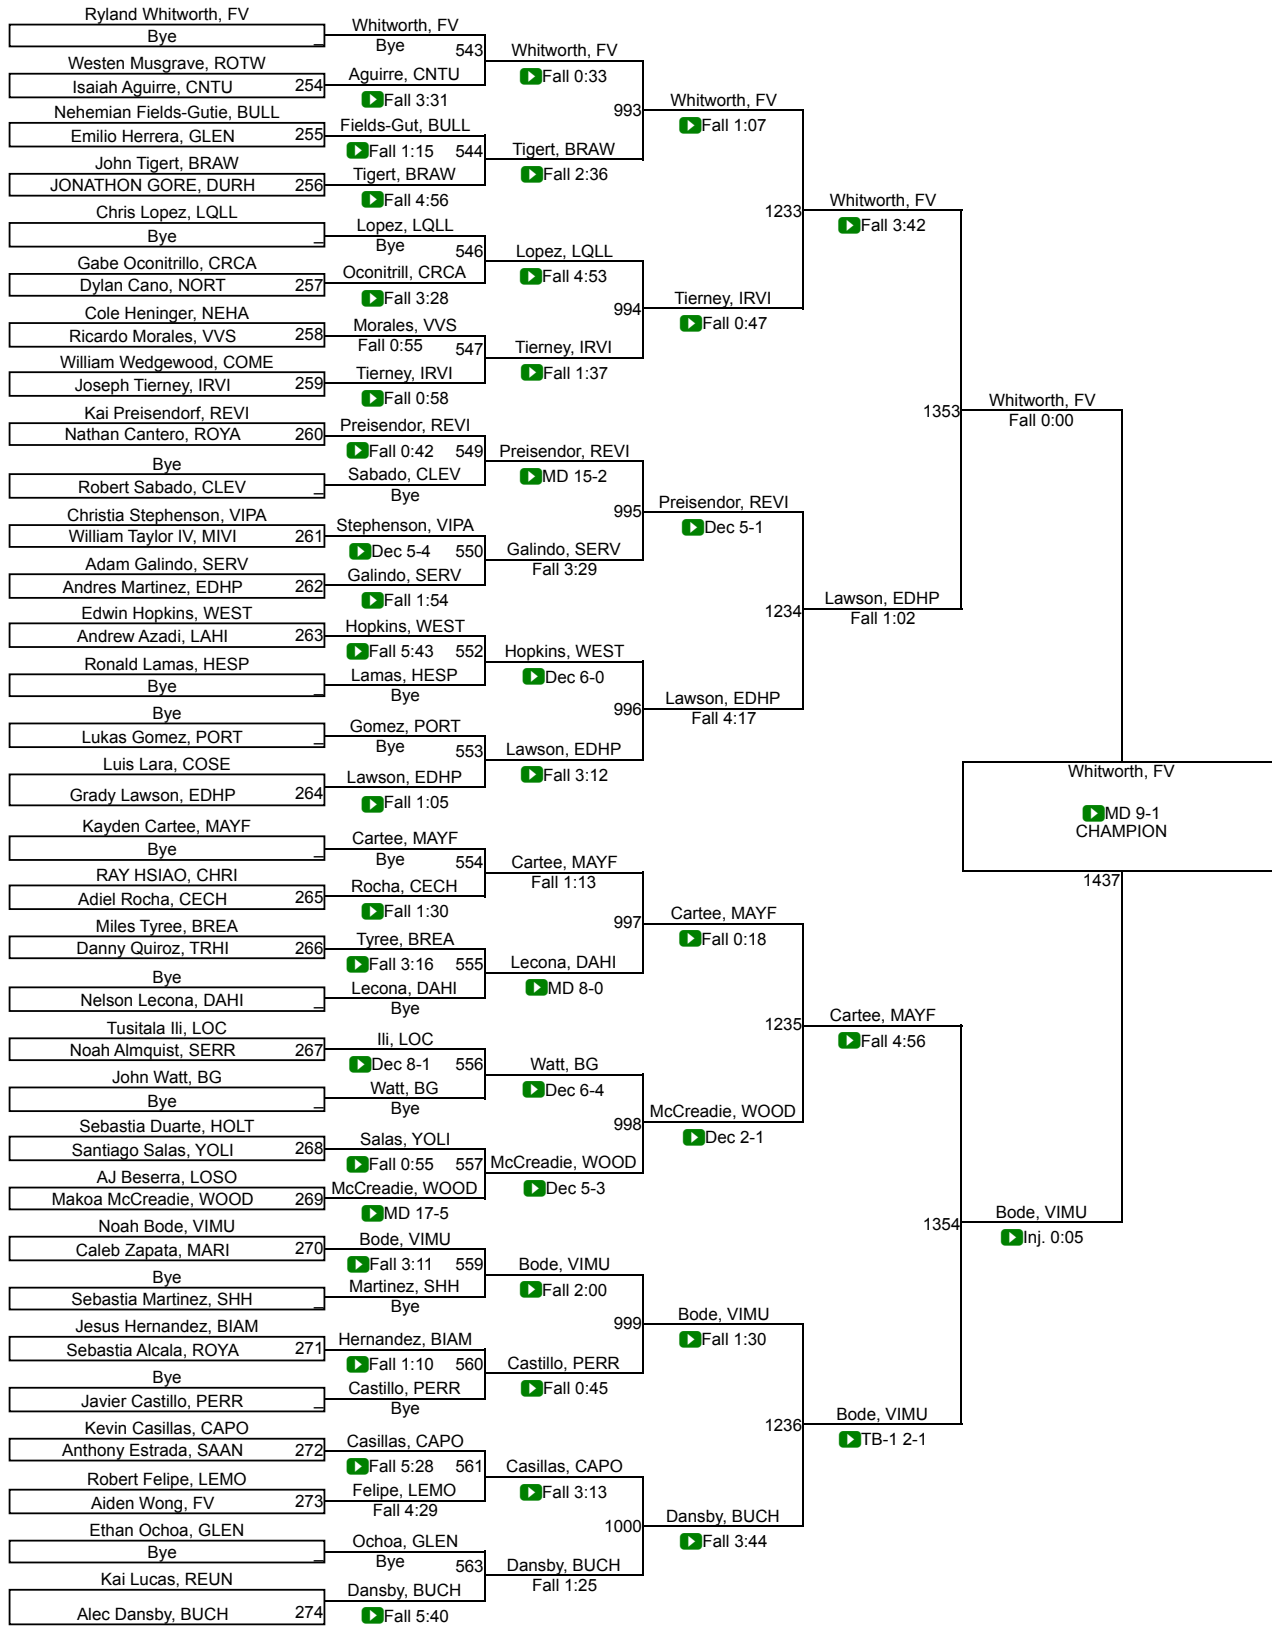 Ryland Whitworth, FV
Bye _
Westen Musgrave, ROTW
Isaiah Aguirre, CNTU 254
Nehemian Fields-Gutie, BULL
Emilio Herrera, GLEN 255
John Tigert, BRAW
JONATHON GORE, DURH 256
Chris Lopez, LQLL
Bye _
Gabe Oconitrillo, CRCA
Dylan Cano, NORT 257
Cole Heninger, NEHA
Ricardo Morales, VVS 258
William Wedgewood, COME
Joseph Tierney, IRVI 259
Kai Preisendorf, REVI
Nathan Cantero, ROYA 260
Bye
Robert Sabado, CLEV _
Christia Stephenson, VIPA
William Taylor IV, MIVI 261
Adam Galindo, SERV
Andres Martinez, EDHP 262
Edwin Hopkins, WEST
Andrew Azadi, LAHI 263
Ronald Lamas, HESP
Bye _
Bye
Lukas Gomez, PORT _
Luis Lara, COSE
Grady Lawson, EDHP 264
Kayden Cartee, MAYF
Bye _
RAY HSIAO, CHRI
Adiel Rocha, CECH 265
Miles Tyree, BREA
Danny Quiroz, TRHI 266
Bye
Nelson Lecona, DAHI _
Tusitala Ili, LOC
Noah Almquist, SERR 267
John Watt, BG
Bye _
Sebastia Duarte, HOLT
Santiago Salas, YOLI 268
AJ Beserra, LOSO
Makoa McCreadie, WOOD 269
Noah Bode, VIMU
Caleb Zapata, MARI 270
Bye
Sebastia Martinez, SHH _
Jesus Hernandez, BIAM
Sebastia Alcala, ROYA 271
Bye
Javier Castillo, PERR _
Kevin Casillas, CAPO
Anthony Estrada, SAAN 272
Robert Felipe, LEMO
Aiden Wong, FV 273
Ethan Ochoa, GLEN
Bye _
Kai Lucas, REUN
Alec Dansby, BUCH 274
Whitworth, FV
Bye 543
Aguirre, CNTU
Fall 3:31
Fields-Gut, BULL
Fall 1:15 544
Tigert, BRAW
Fall 4:56
Lopez, LQLL
Bye 546
Oconitrill, CRCA
Fall 3:28
Morales, VVS
Fall 0:55 547
Tierney, IRVI
Fall 0:58
Preisendor, REVI
Fall 0:42 549
Sabado, CLEV
Bye
Stephenson, VIPA
Dec 5-4 550
Galindo, SERV
Fall 1:54
Hopkins, WEST
Fall 5:43 552
Lamas, HESP
Bye
Gomez, PORT
Bye 553
Lawson, EDHP
Fall 1:05
Cartee, MAYF
Bye 554
Rocha, CECH
Fall 1:30
Tyree, BREA
Fall 3:16 555
Lecona, DAHI
Bye
Ili, LOC
Dec 8-1 556
Watt, BG
Bye
Salas, YOLI
Fall 0:55 557
McCreadie, WOOD
MD 17-5
Bode, VIMU
Fall 3:11 559
Martinez, SHH
Bye
Hernandez, BIAM
Fall 1:10 560
Castillo, PERR
Bye
Casillas, CAPO
Fall 5:28 561
Felipe, LEMO
Fall 4:29
Ochoa, GLEN
Bye 563
Dansby, BUCH
Fall 5:40
Whitworth, FV
Fall 0:33
993
Tigert, BRAW
Fall 2:36
Lopez, LQLL
Fall 4:53
994
Tierney, IRVI
Fall 1:37
Preisendor, REVI
MD 15-2
995
Galindo, SERV
Fall 3:29
Hopkins, WEST
Dec 6-0
996
Lawson, EDHP
Fall 3:12
Cartee, MAYF
Fall 1:13
997
Lecona, DAHI
MD 8-0
Watt, BG
Dec 6-4
998
McCreadie, WOOD
Dec 5-3
Bode, VIMU
Fall 2:00
999
Castillo, PERR
Fall 0:45
Casillas, CAPO
Fall 3:13
1000
Dansby, BUCH
Fall 1:25
Whitworth, FV
Fall 1:07
1233
Tierney, IRVI
Fall 0:47
Preisendor, REVI
Dec 5-1
1234
Lawson, EDHP
Fall 4:17
Cartee, MAYF
Fall 0:18
1235
McCreadie, WOOD
Dec 2-1
Bode, VIMU
Fall 1:30
1236
Dansby, BUCH
Fall 3:44
Whitworth, FV
Fall 3:42
1353
Lawson, EDHP
Fall 1:02
Cartee, MAYF
Fall 4:56
1354
Bode, VIMU
TB-1 2-1
Whitworth, FV
Fall 0:00
Whitworth, FV
MD 9-1
CHAMPION
1437
Bode, VIMU
Inj. 0:05